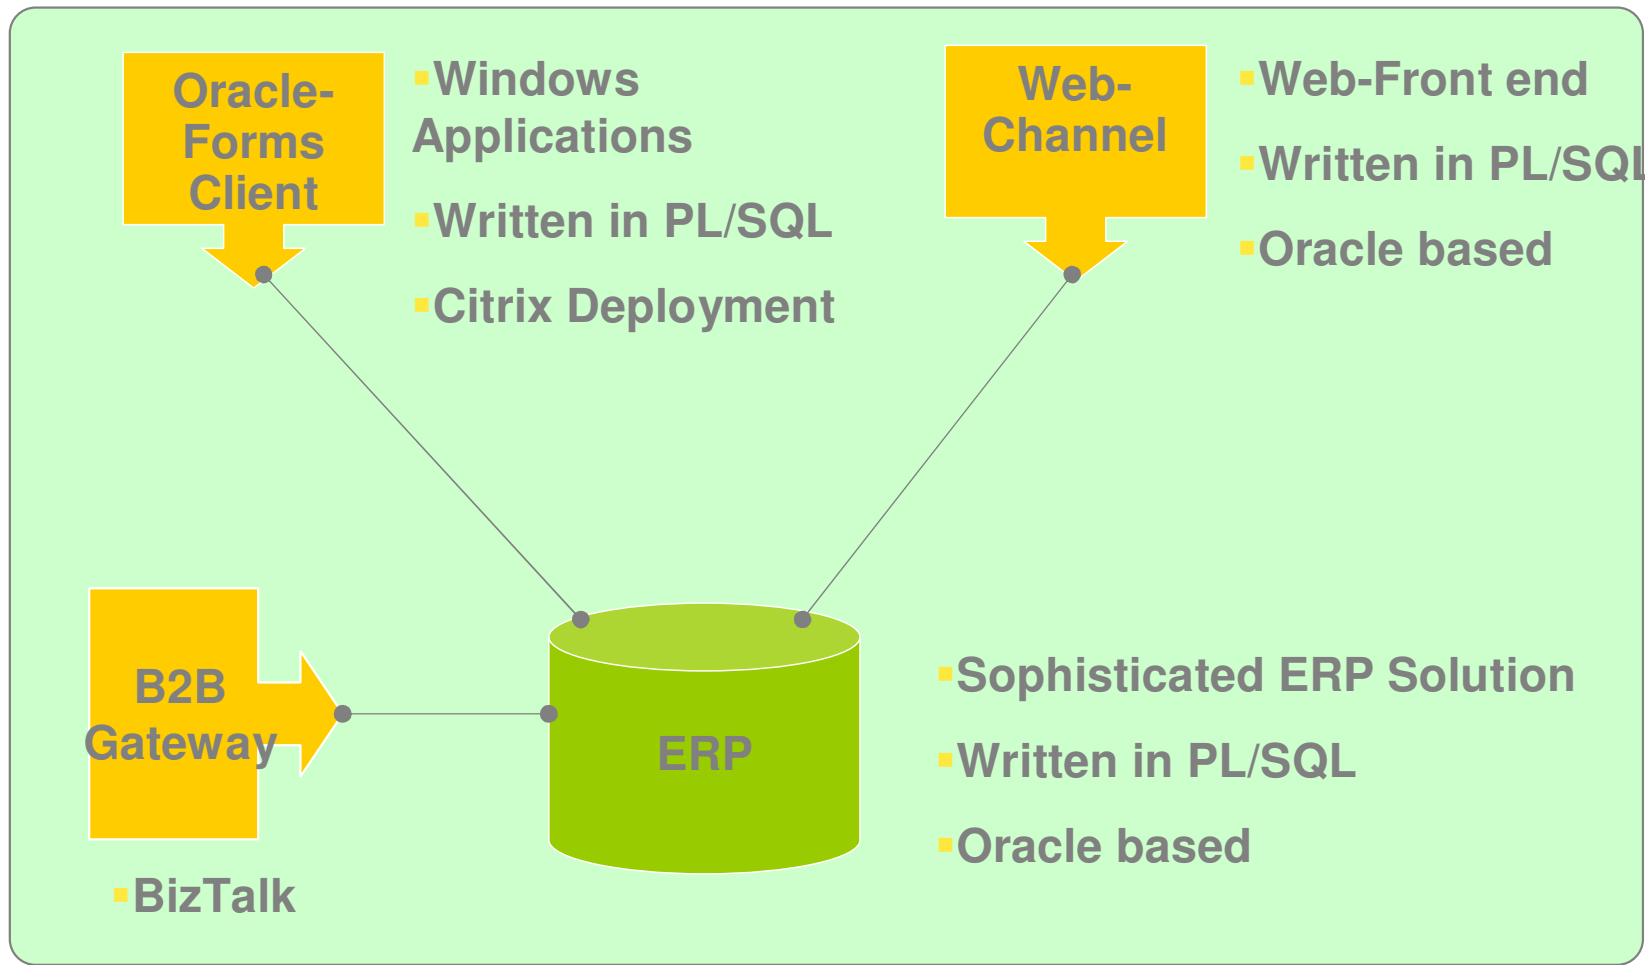 Oracle-
Forms
Client
▪Windows
Applications
▪Written in PL/SQL
▪Citrix Deployment
Web-
Channel
▪Web-Front end
▪Written in PL/SQL
▪Oracle based
B2B
Gateway
▪BizTalk
ERP
▪Sophisticated ERP Solution
▪Written in PL/SQL
▪Oracle based